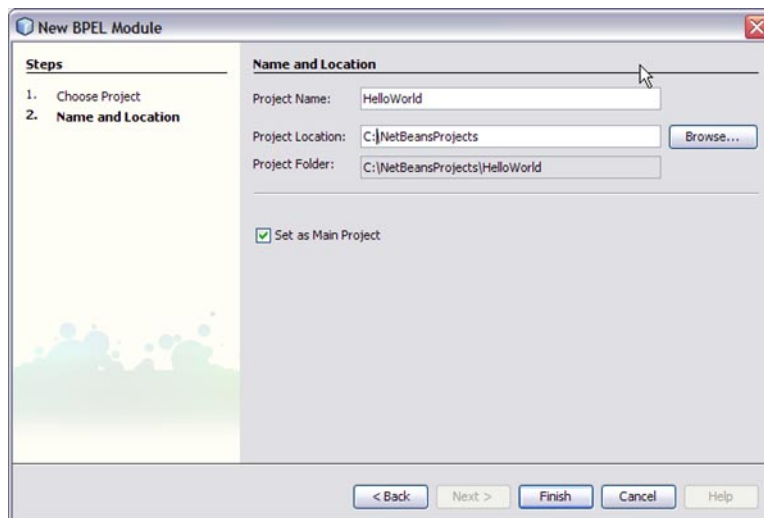 New BPEL Module
Steps
1. Choose Project
2. Name and Location
Name and Location
Project Name: HelloWorld
Project Location: C:\NetBeansProjects Browse...
Project Folder: C:\NetBeansProjects\HelloWorld
Set as Main Project
< Back Next > Finish Cancel Help